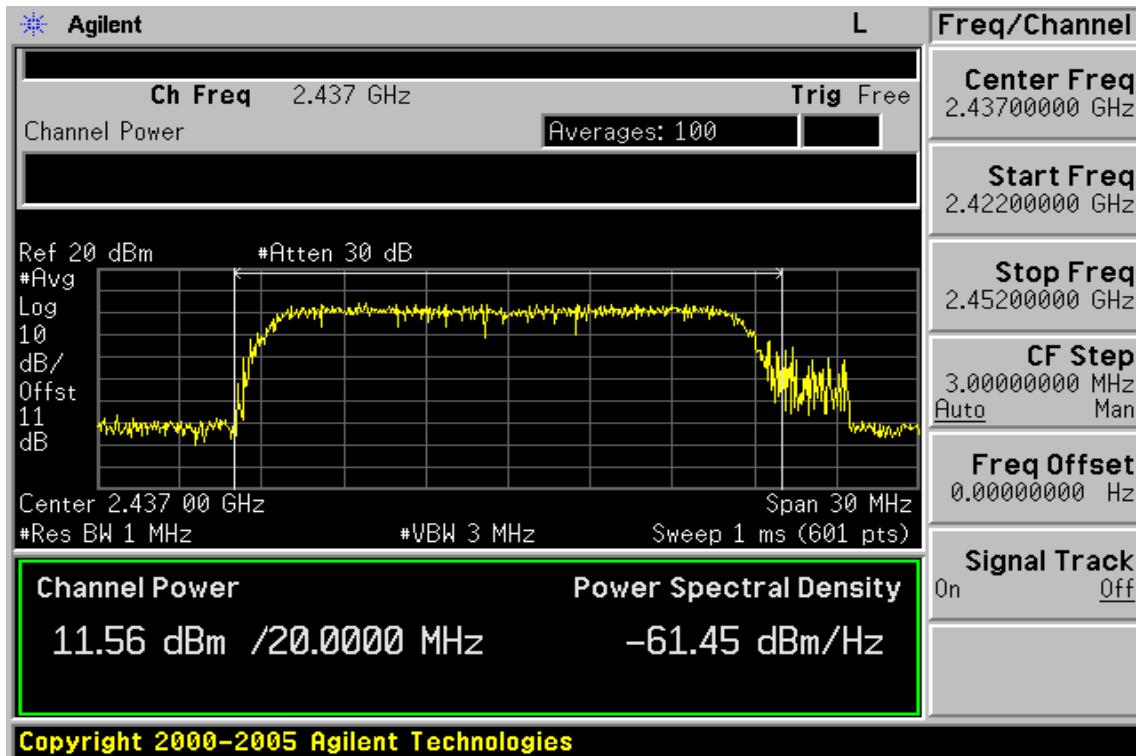 Agilent L
Freq/Channel
Ch Freq 2.437 GHz Trig Free
Channel Power Averages: 100
Ref 20 dBm #Atten 30 dB
#Avg
Log
10
dB/
Offst
11
dB
Center 2.437 00 GHz Span 30 MHz
#Res BW 1 MHz #VBW 3 MHz Sweep 1 ms (601 pts)
Channel Power Power Spectral Density
11.56 dBm /20.0000 MHz -61.45 dBm/Hz
Center Freq
2.43700000 GHz
Start Freq
2.42200000 GHz
Stop Freq
2.45200000 GHz
CF Step
3.00000000 MHz
Auto Man
Freq Offset
0.00000000 Hz
Signal Track
On Off
Copyright 2000-2005 Agilent Technologies